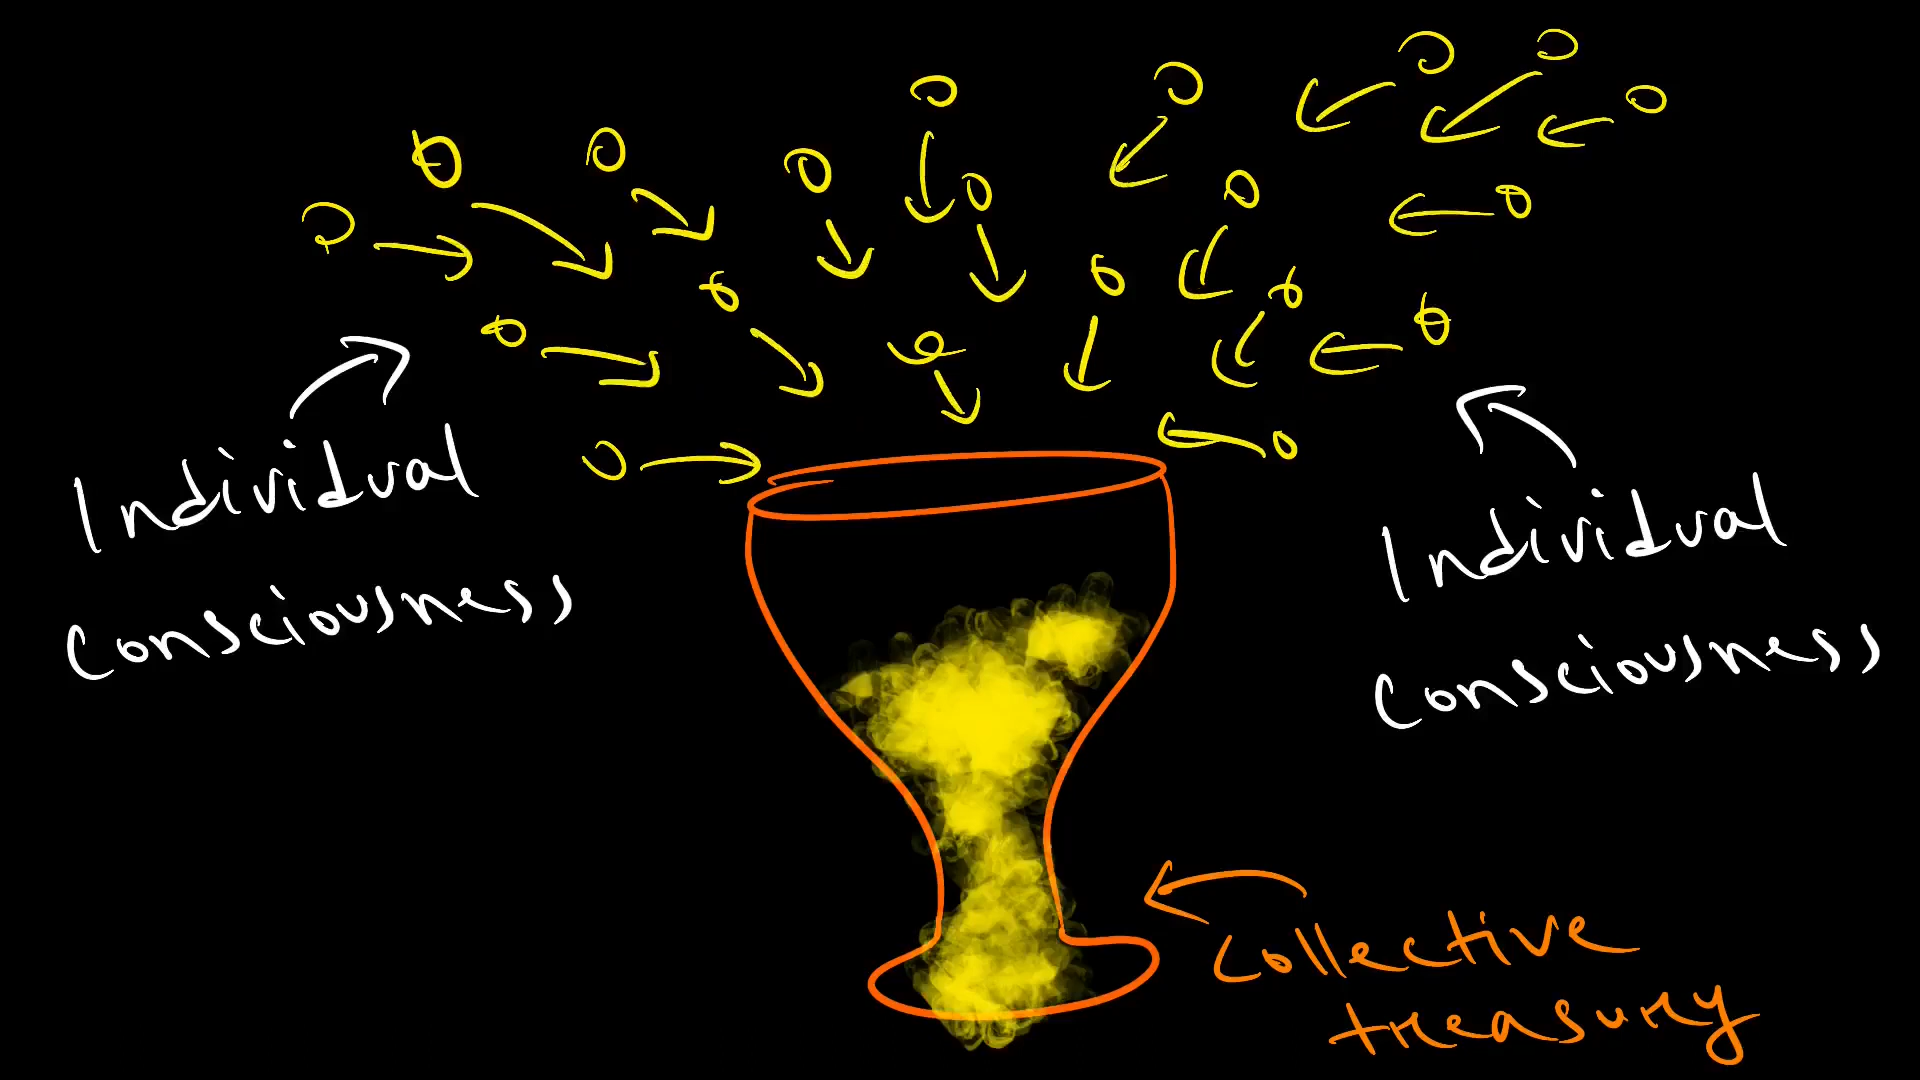 Individual
Consciousness
Individual
Consciousness
Collective
treasury